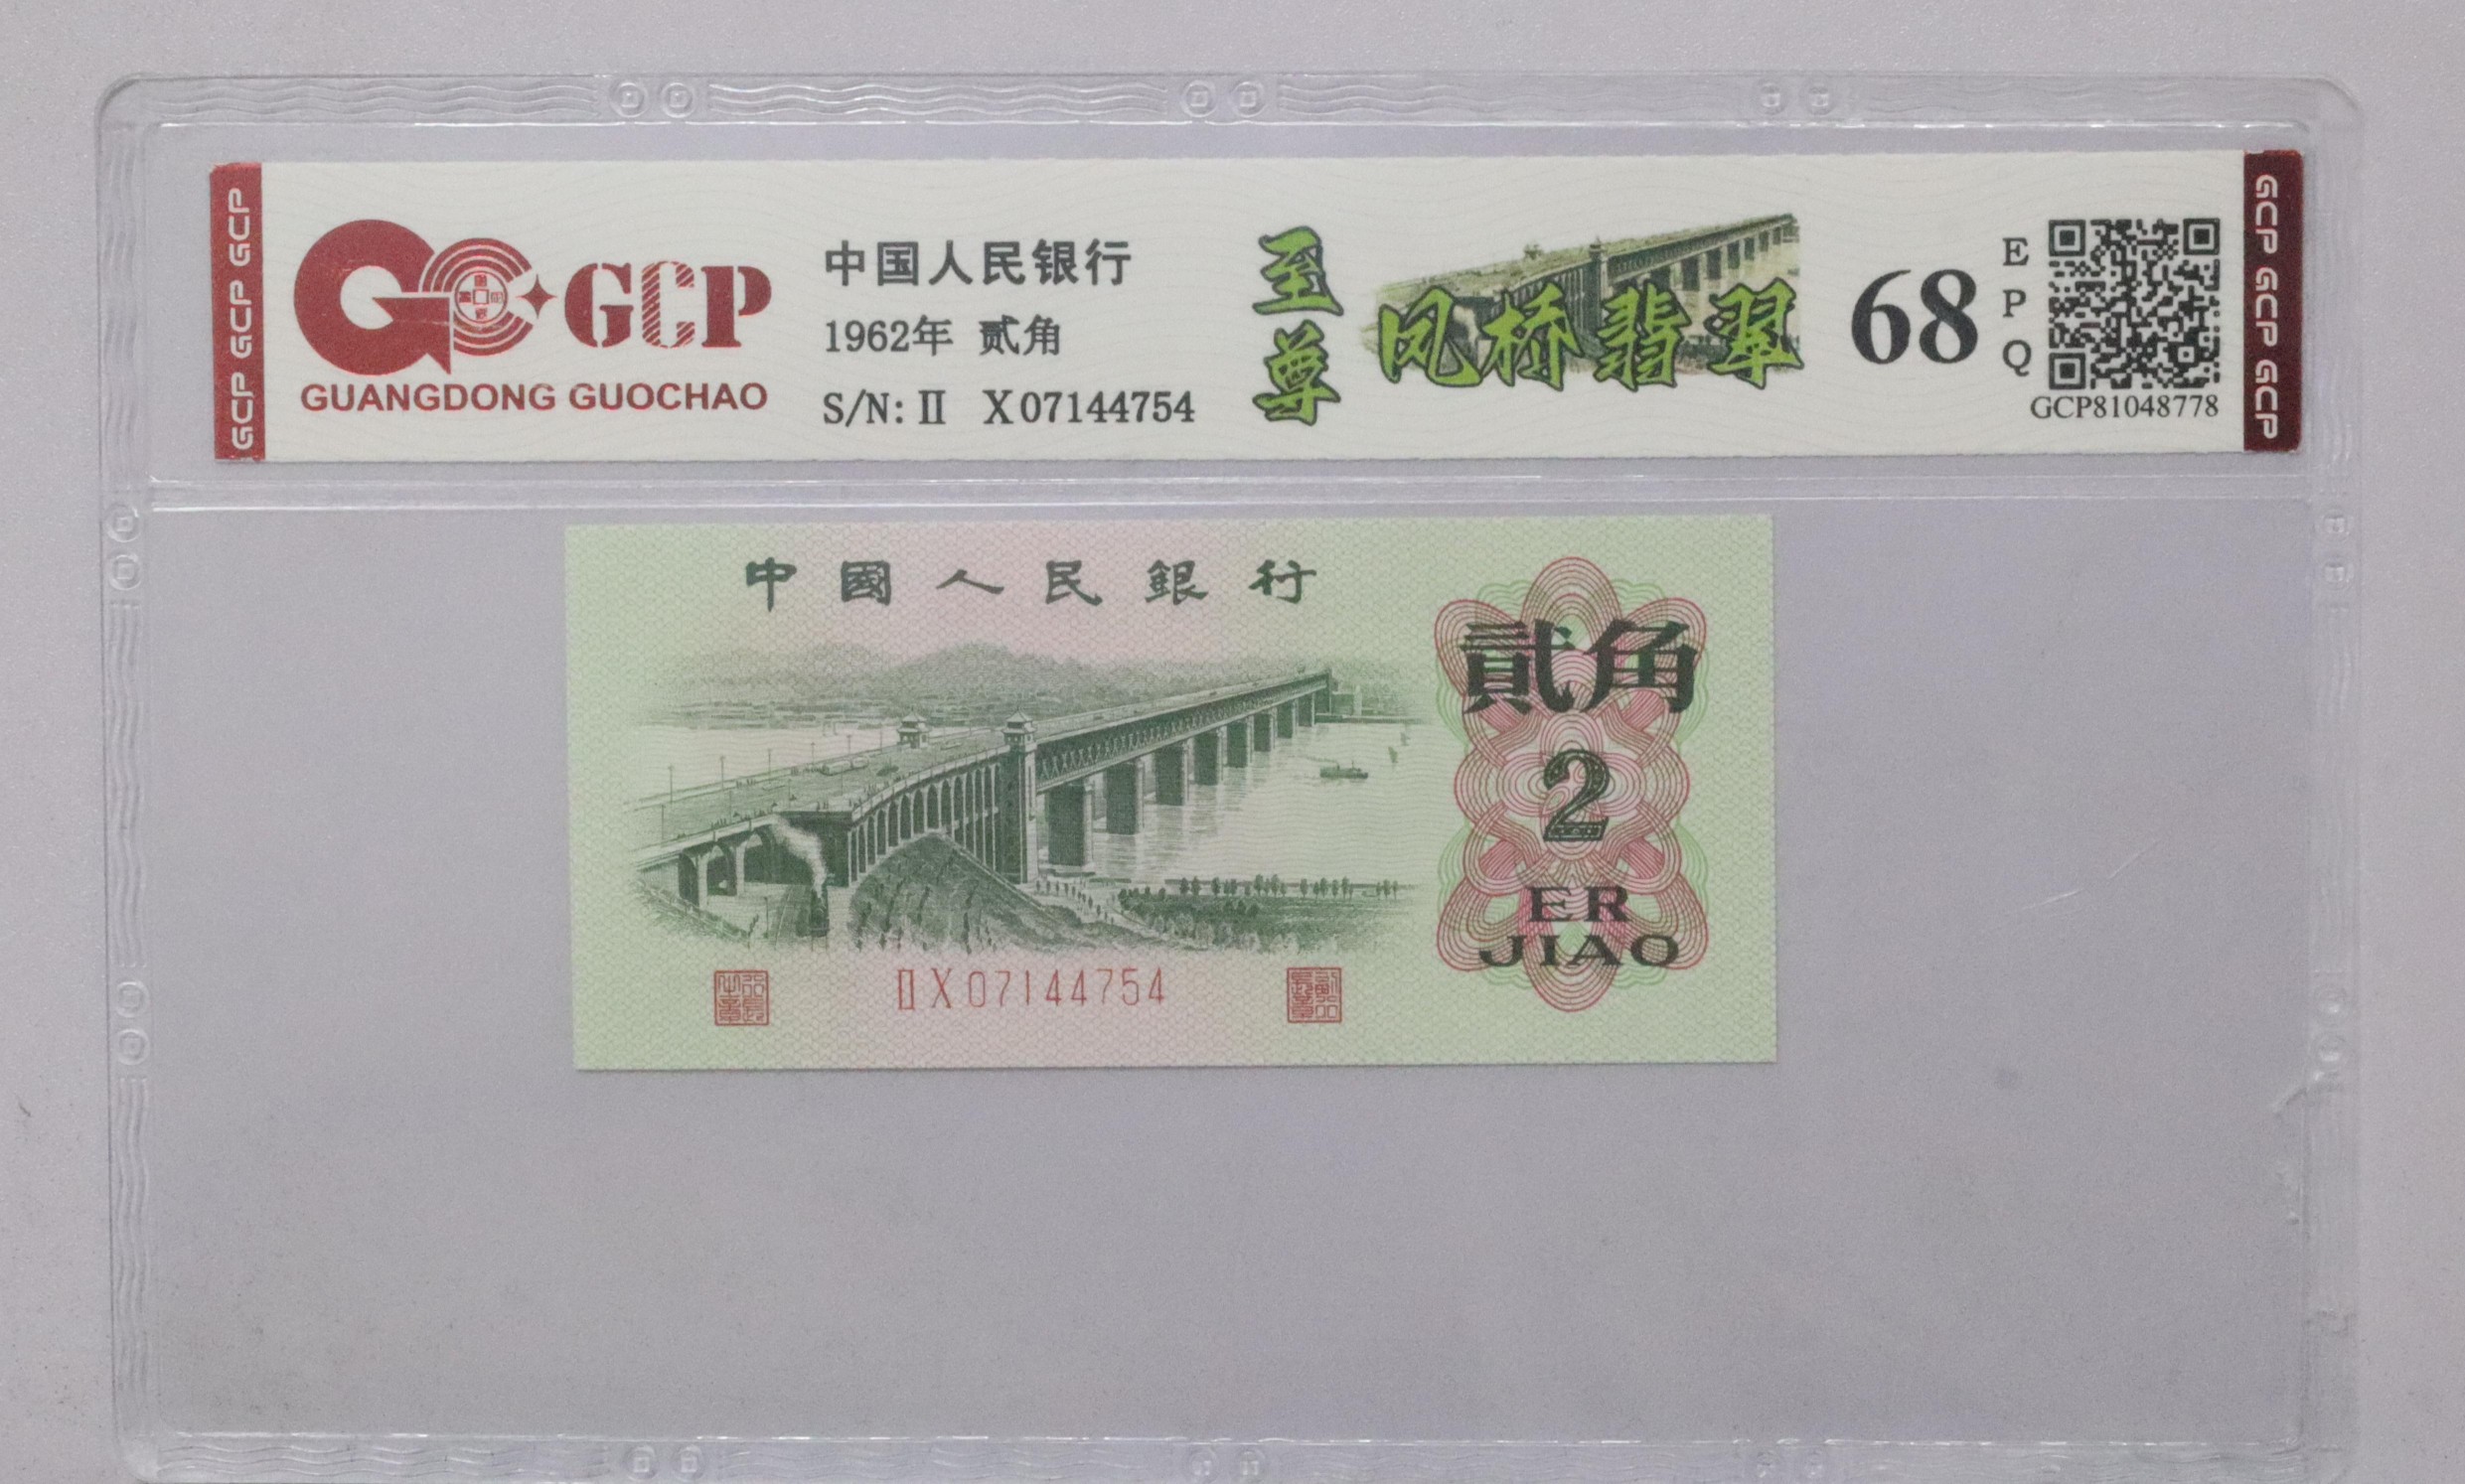 GCP GCP GCP
GCP
GUANGDONG GUOCHAO
中国人民银行
1962年 贰角
S/N: II X07144754
至尊
凤桥翡翠
68
EPQ
GCP81048778
GCP GCP GCP
中國人民銀行
貳角
2
ER
JIAO
II X07144754